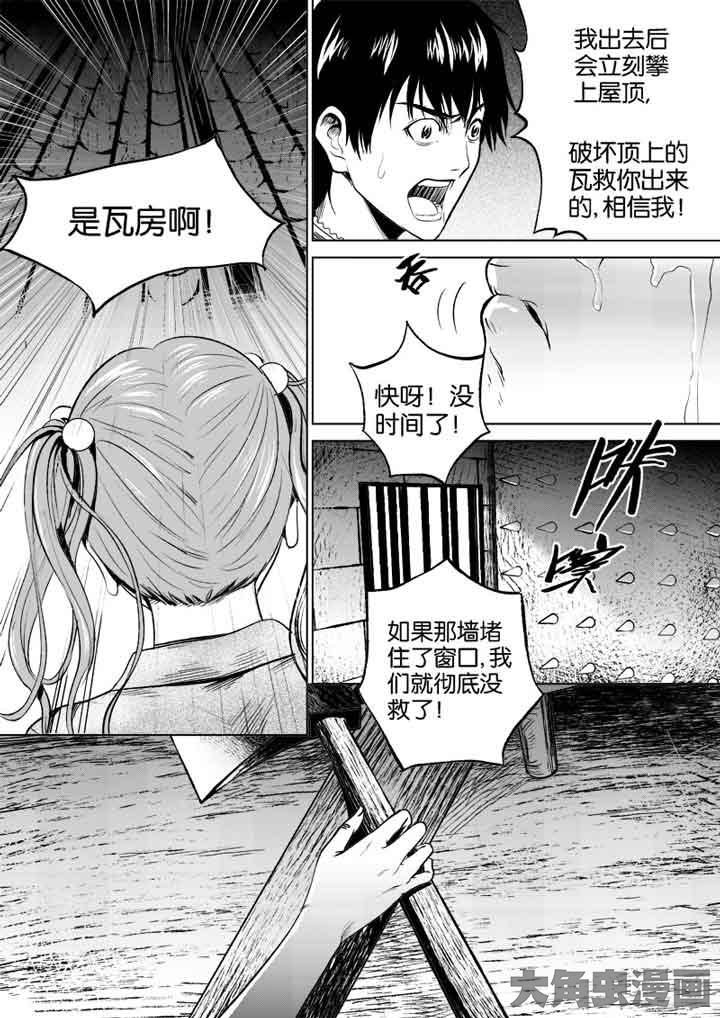 是瓦房啊！
我出去后
会立刻攀
上屋顶，
破坏顶上的
瓦救你出来
的，相信我！
吞
快呀！没
时间了！
咔
如果那墙堵
住了窗口，我
们就彻底没
救了！
大角虫漫画